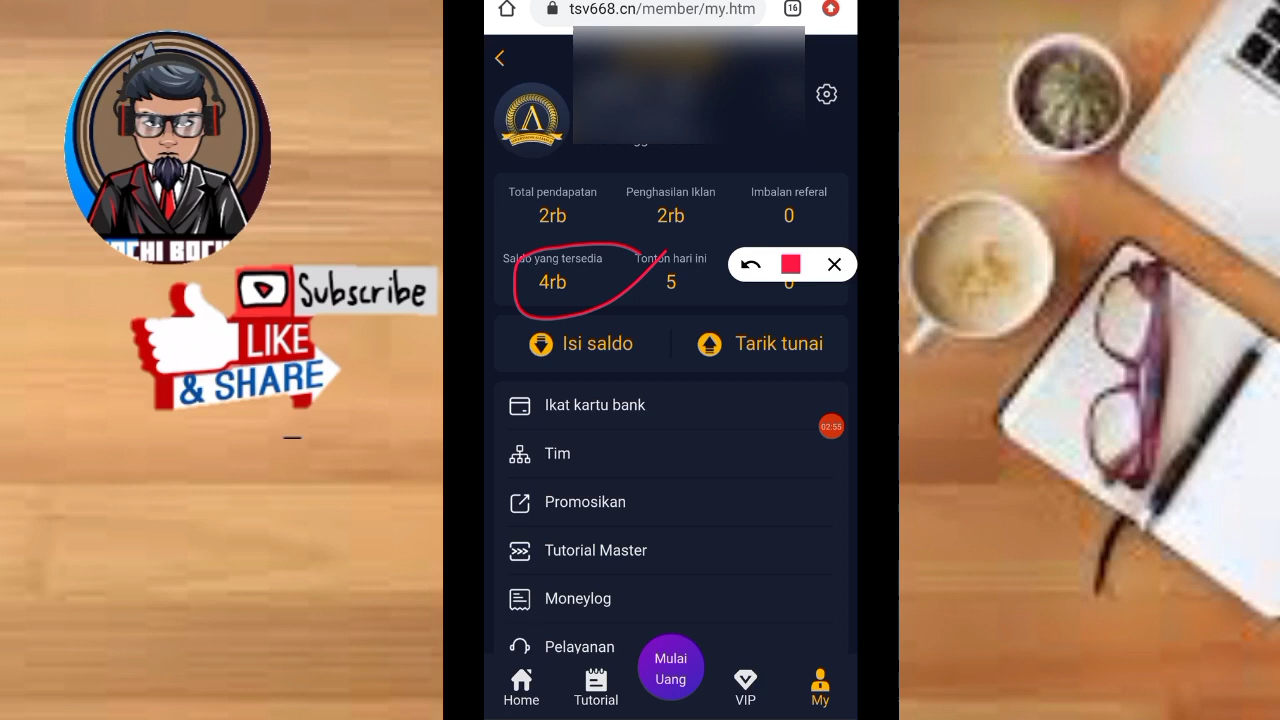 tsv668.cn/member/my.htm
16
Total pendapatan
Penghasilan Iklan
Imbalan referal
2rb
2rb
0
Saldo yang tersedia
Tonton hari ini
4rb
5
0
Isi saldo
Tarik tunai
Ikat kartu bank
02:55
Tim
Promosikan
Tutorial Master
Moneylog
Pelayanan
Mulai
Uang
Home
Tutorial
VIP
My
Subscribe
LIKE
& SHARE